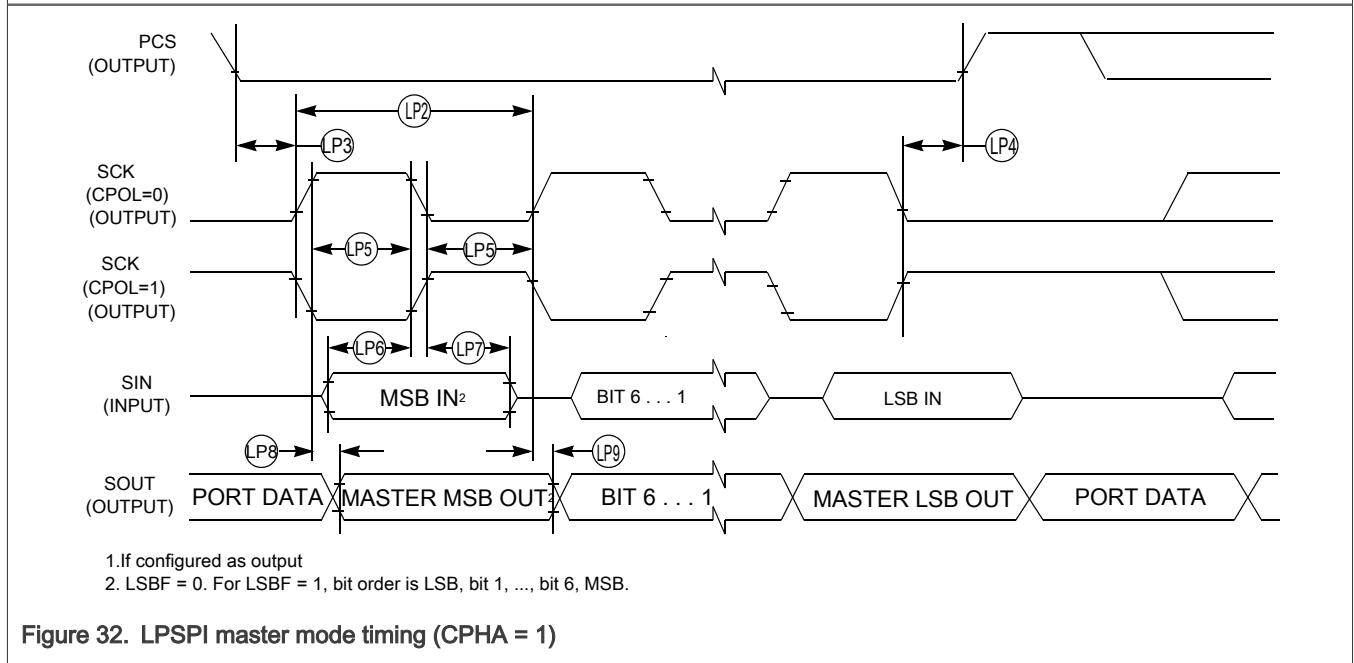 PCS
(OUTPUT)
LP2
LP3
LP4
SCK
(CPOL=0)
(OUTPUT)
LP5
LP5
SCK
(CPOL=1)
(OUTPUT)
LP6
LP7
SIN
(INPUT)
MSB IN2
BIT 6 . . . 1
LSB IN
LP8
LP9
SOUT
(OUTPUT)
PORT DATA
MASTER MSB OUT2
BIT 6 . . . 1
MASTER LSB OUT
PORT DATA
1.If configured as output
2. LSBF = 0. For LSBF = 1, bit order is LSB, bit 1, ..., bit 6, MSB.
Figure 32. LPSPI master mode timing (CPHA = 1)